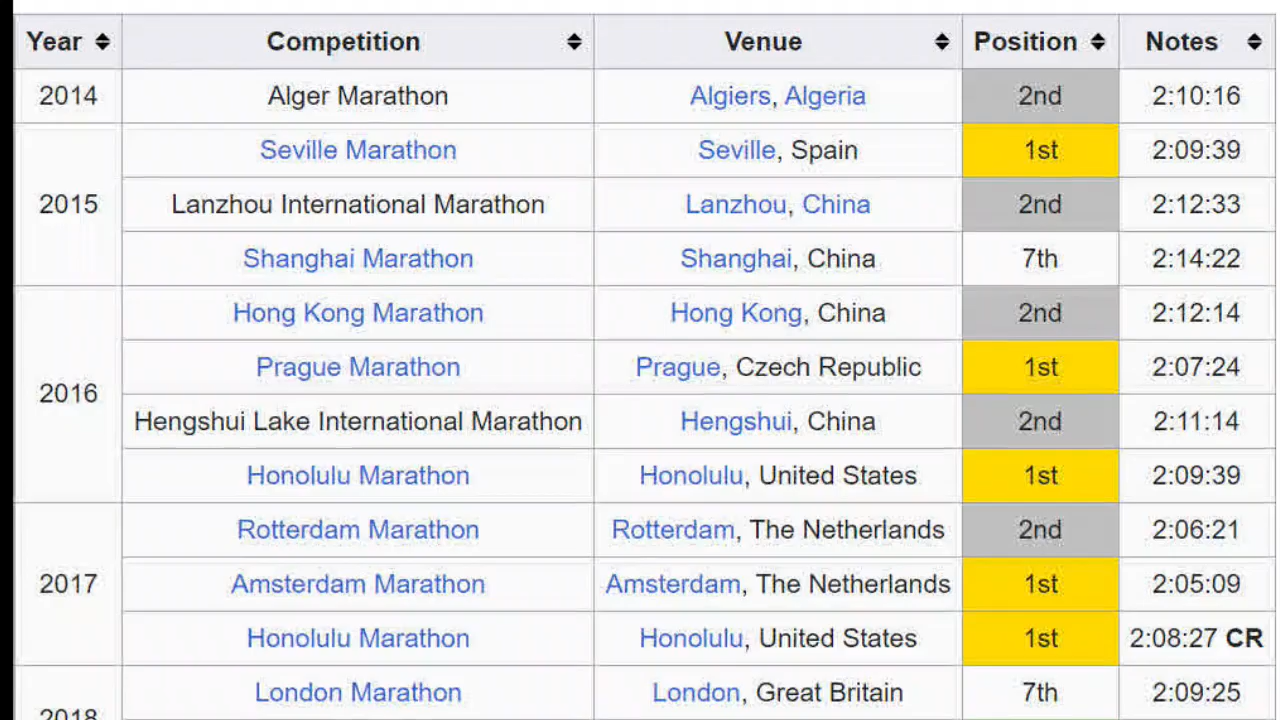 Year Competition Venue Position Notes
2014 Alger Marathon Algiers, Algeria 2nd 2:10:16
2015 Seville Marathon Seville, Spain 1st 2:09:39
Lanzhou International Marathon Lanzhou, China 2nd 2:12:33
Shanghai Marathon Shanghai, China 7th 2:14:22
2016 Hong Kong Marathon Hong Kong, China 2nd 2:12:14
Prague Marathon Prague, Czech Republic 1st 2:07:24
Hengshui Lake International Marathon Hengshui, China 2nd 2:11:14
Honolulu Marathon Honolulu, United States 1st 2:09:39
2017 Rotterdam Marathon Rotterdam, The Netherlands 2nd 2:06:21
Amsterdam Marathon Amsterdam, The Netherlands 1st 2:05:09
Honolulu Marathon Honolulu, United States 1st 2:08:27 CR
2018 London Marathon London, Great Britain 7th 2:09:25